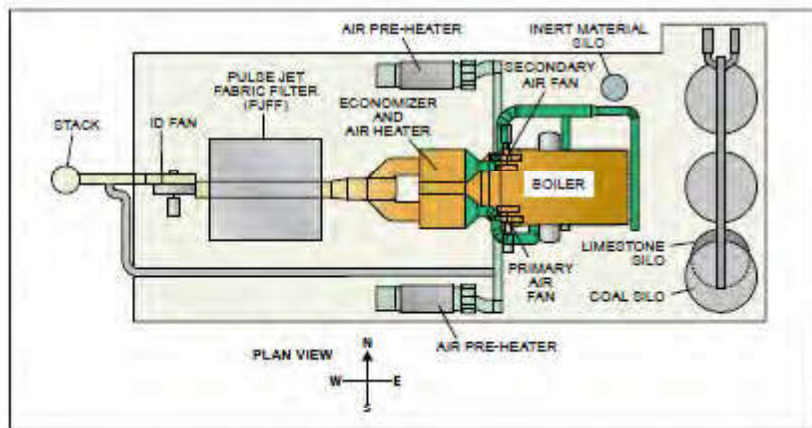 AIR PRE-HEATER
INERT MATERIAL
SILO
SECONDARY
AIR FAN
PULSE JET
FABRIC FILTER
(PJFF)
ECONOMIZER
AND
AIR HEATER
STACK
ID FAN
BOILER
LIMESTONE
SILO
PRIMARY
AIR
FAN
COAL SILO
AIR PRE-HEATER
PLAN VIEW
N
W
E
S